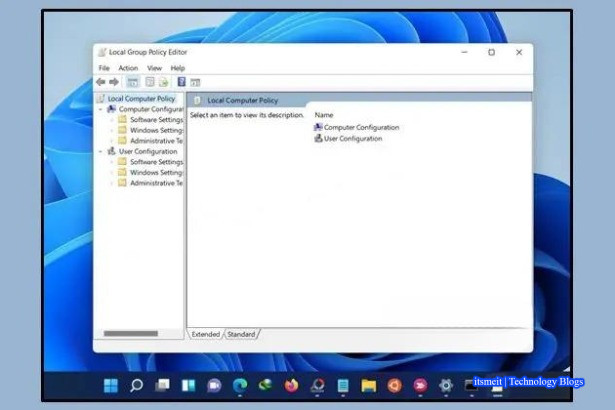 Local Group Policy Editor
File Action View Help
Local Computer Policy
Computer Configurat
Software Settings
Windows Setting
Administrative Te
User Configuration
Software Settings
Windows Setting
Administrative Te
Local Computer Policy
Select an item to view its description.
Name
Computer Configuration
User Configuration
Extended
Standard
itsmeit | Technology Blogs